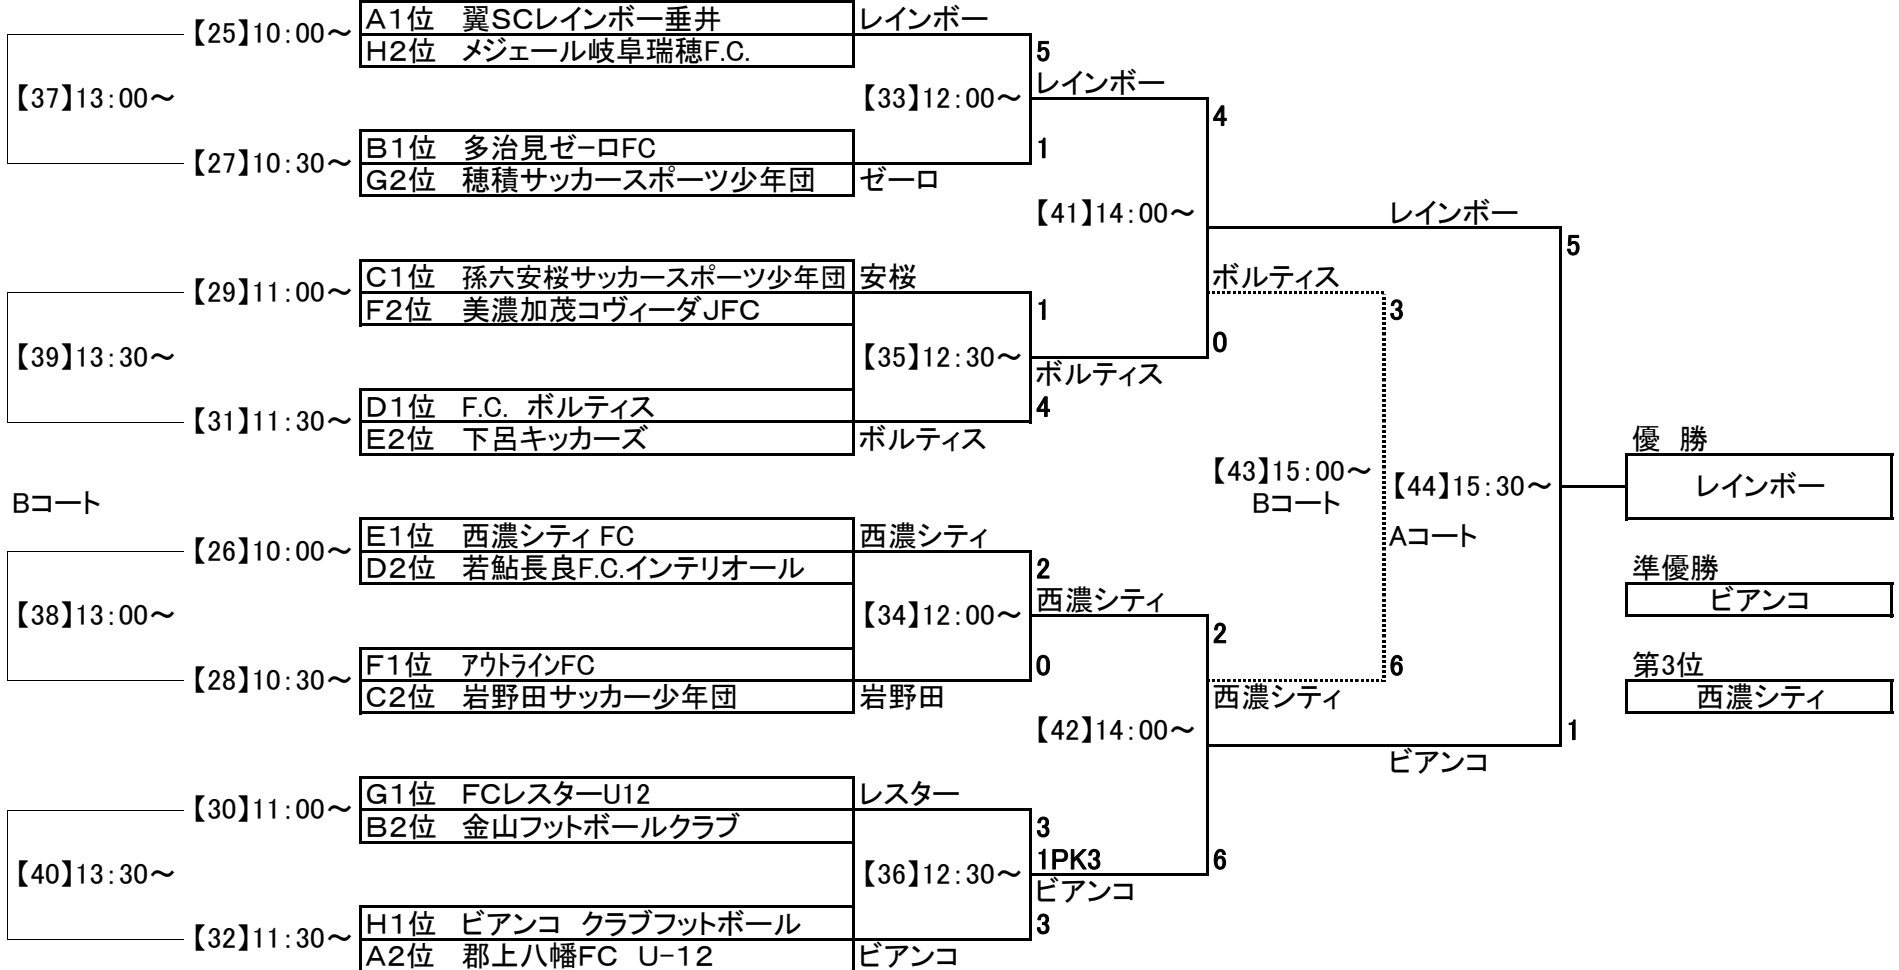 【25】10：00～ A1位 翼SCレインボー垂井 レインボー
H2位 メジェール岐阜瑞穂F.C. 5
レインボー
【37】13：00～ 【33】12：00～ 4
【27】10：30～ B1位 多治見ゼーロFC 1
G2位 穂積サッカースポーツ少年団 ゼーロ
【41】14：00～ レインボー
5
【29】11：00～ C1位 孫六安桜サッカースポーツ少年団 安桜 ボルティス
F2位 美濃加茂コヴィーダJFC 1 3
【39】13：30～ 【35】12：30～ 0
ボルティス
【31】11：30～ D1位 F.C. ボルティス 4
E2位 下呂キッカーズ ボルティス 優 勝
【43】15：00～ 【44】15：30～ レインボー
Bコート Bコート
【26】10：00～ E1位 西濃シティ FC 西濃シティ Aコート
D2位 若鮎長良F.C.インテリオール 2 準優勝
西濃シティ ビアンコ
【38】13：00～ 【34】12：00～ 2
【28】10：30～ F1位 アウトラインFC 0 6 第3位
C2位 岩野田サッカー少年団 岩野田 西濃シティ 西濃シティ
【42】14：00～ 1
ビアンコ
【30】11：00～ G1位 FCレスターU12 レスター
B2位 金山フットボールクラブ 3
1PK3 6
【40】13：30～ 【36】12：30～ ビアンコ
【32】11：30～ H1位 ビアンコ クラブフットボール 3
A2位 郡上八幡FC U-12 ビアンコ